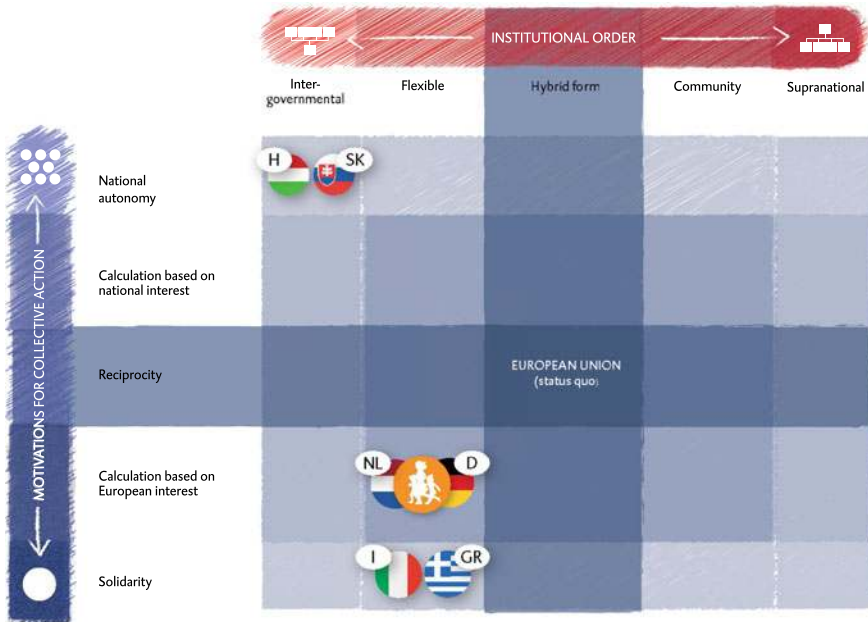 INSTITUTIONAL ORDER
Inter-
governmental
Flexible
Hybrid form
Community
Supranational
MOTIVATIONS FOR COLLECTIVE ACTION
National
autonomy
H
SK
Calculation based on
national interest
Reciprocity
EUROPEAN UNION
(status quo)
Calculation based on
European interest
NL
D
Solidarity
I
GR